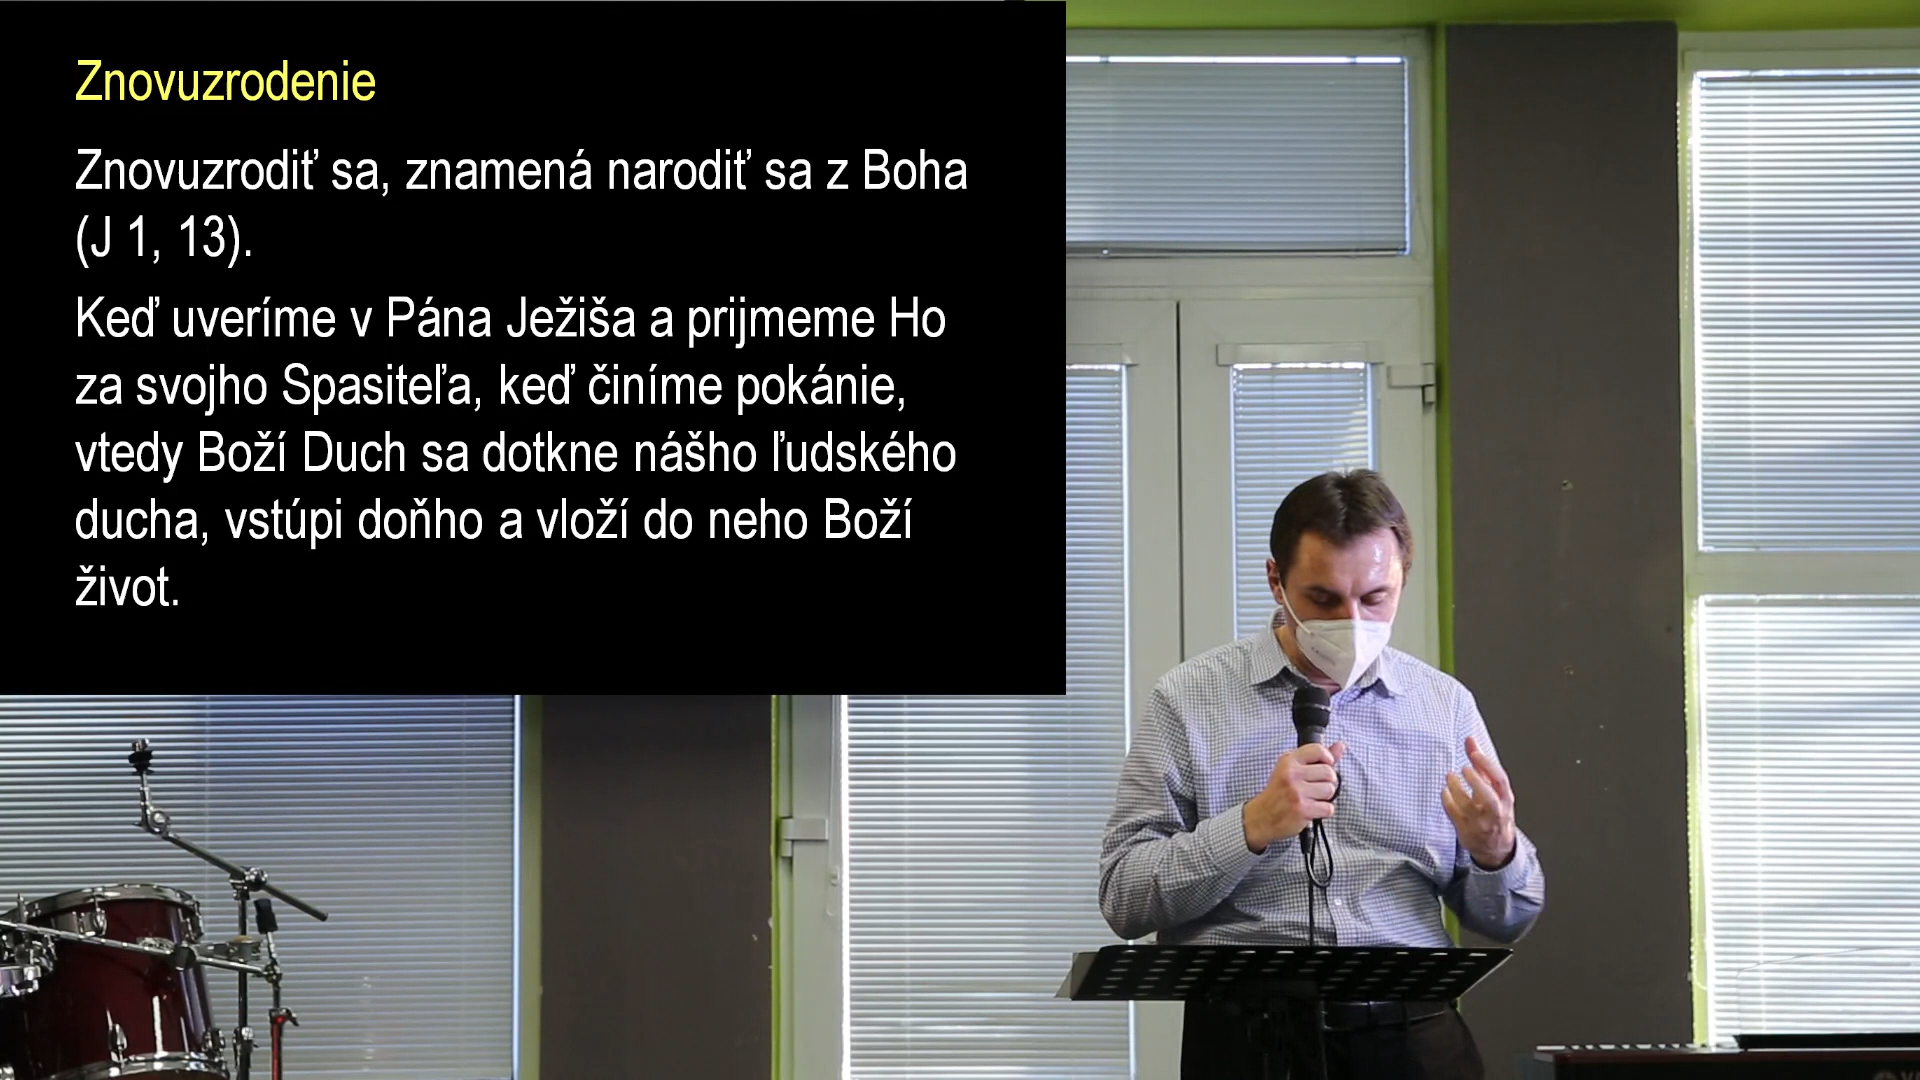 Znovuzrodenie
Znovuzrodiť sa, znamená narodiť sa z Boha
(J 1, 13).
Keď uveríme v Pána Ježiša a prijmeme Ho
za svojho Spasiteľa, keď činíme pokánie,
vtedy Boží Duch sa dotkne nášho ľudského
ducha, vstúpi doňho a vloží do neho Boží
život.